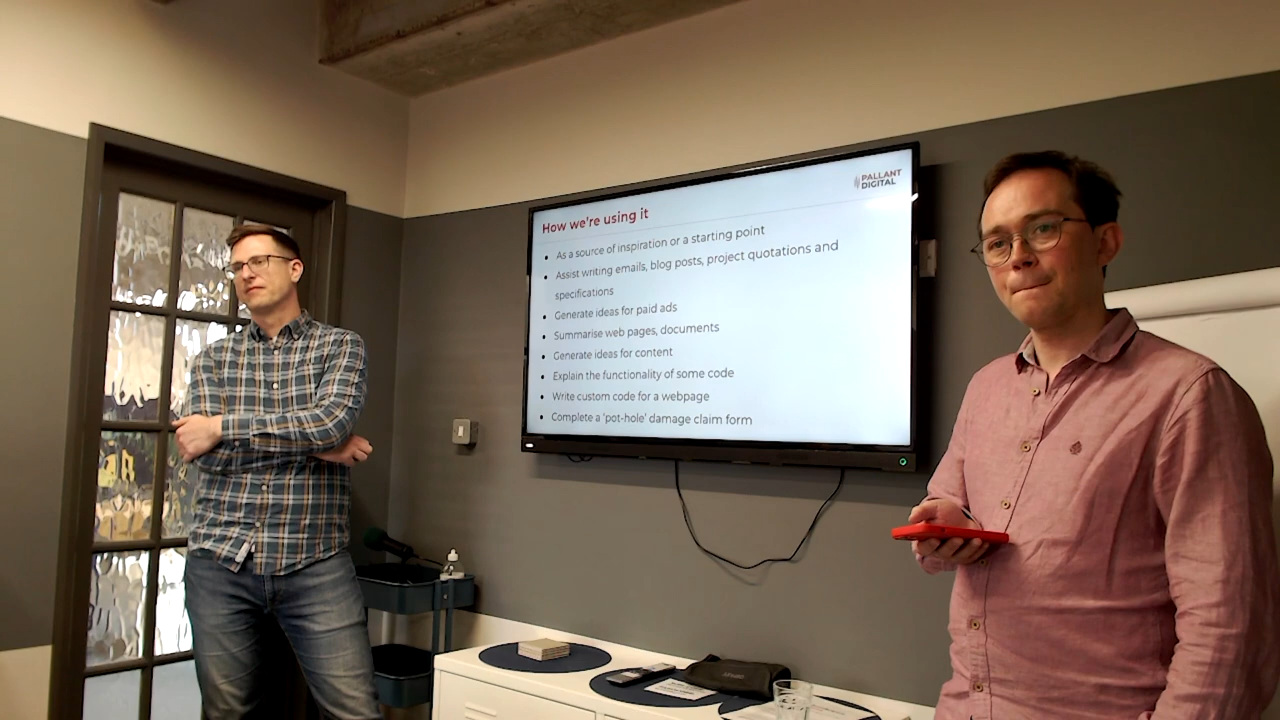 PALLANT
DIGITAL
How we're using it
As a source of inspiration or a starting point
Assist writing emails, blog posts, project quotations and
specifications
Generate ideas for paid ads
Summarise web pages, documents
Generate ideas for content
Explain the functionality of some code
Write custom code for a webpage
Complete a 'pot-hole' damage claim form